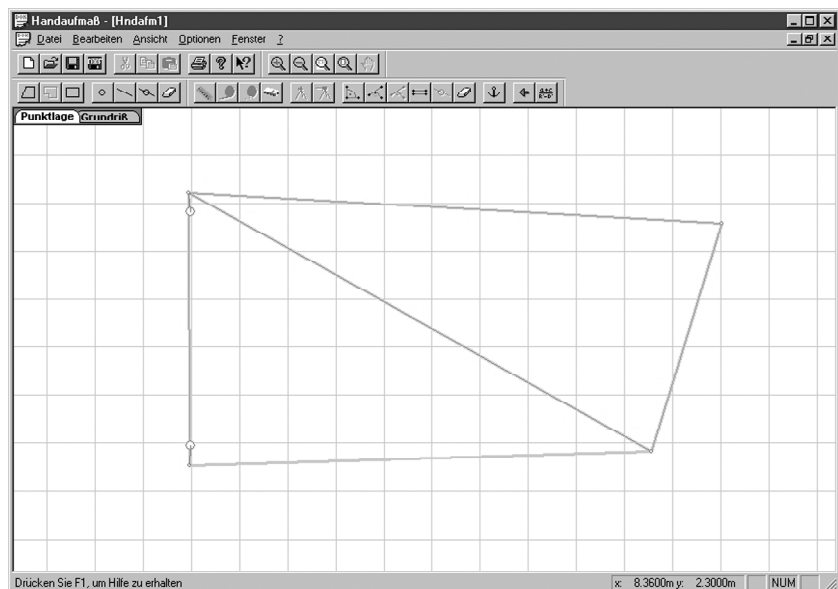 Handaufmaß - [Hndafm1]
Datei Bearbeiten Ansicht Optionen Fenster ?
Punktlage Grundriß
Drücken Sie F1, um Hilfe zu erhalten x: 8.3600m y: 2.3000m NUM